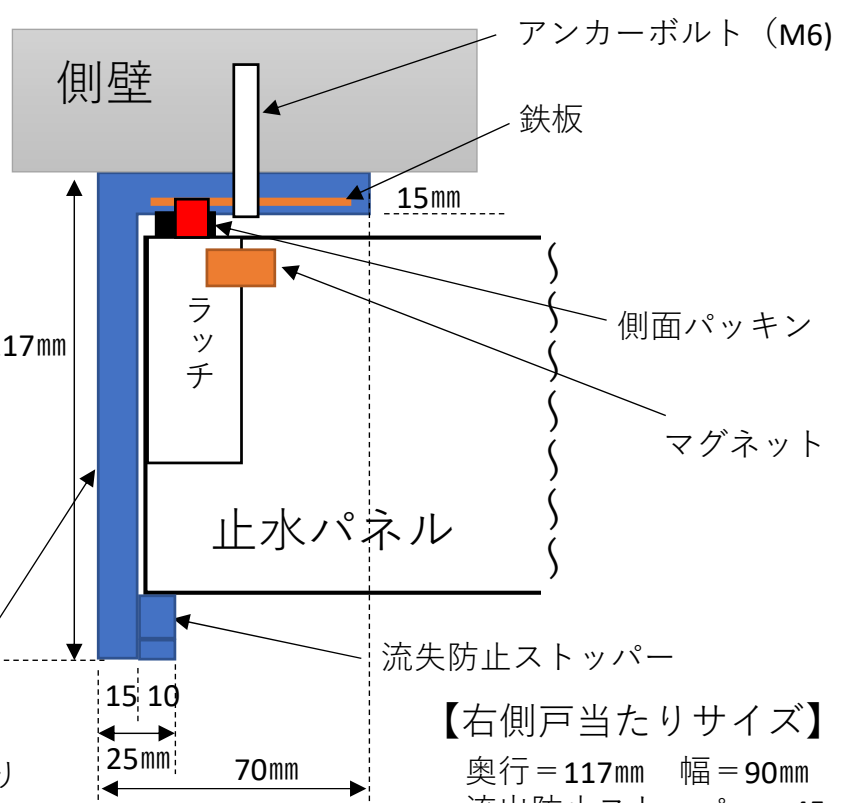 アンカーボルト（M6)
側壁
鉄板
15㎜
側面パッキン
ラッチ
17㎜
マグネット
止水パネル
流失防止ストッパー
15 10
25㎜
70㎜
【右側戸当たりサイズ】
奥行＝117㎜　幅＝90㎜
り